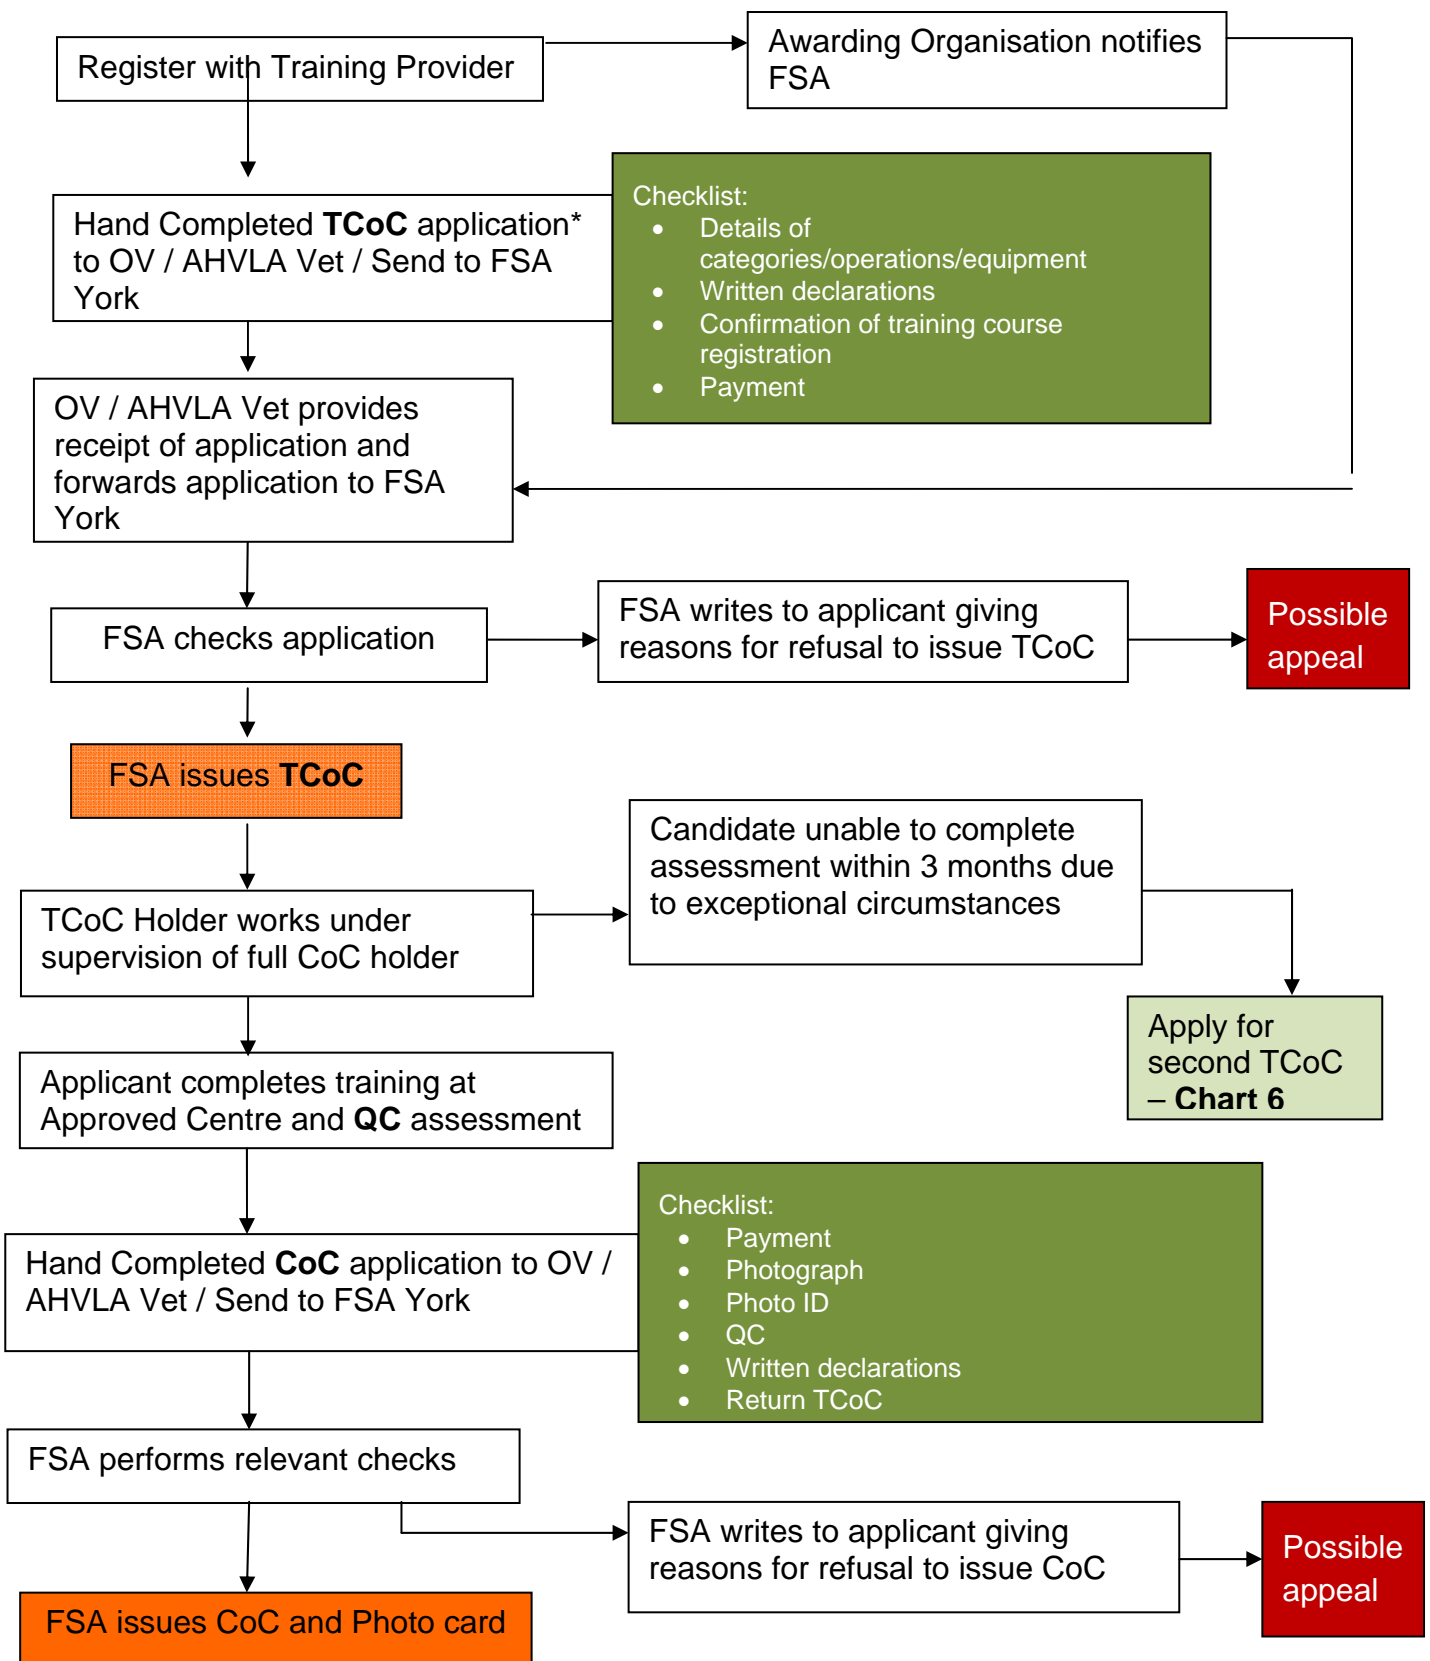 Register with Training Provider
Awarding Organisation notifies
FSA
Hand Completed TCoC application*
to OV / AHVLA Vet / Send to FSA
York
Checklist:
• Details of
categories/operations/equipment
• Written declarations
• Confirmation of training course
registration
• Payment
OV / AHVLA Vet provides
receipt of application and
forwards application to FSA
York
FSA checks application
FSA writes to applicant giving
reasons for refusal to issue TCoC
Possible
appeal
FSA issues TCoC
Candidate unable to complete
assessment within 3 months due
to exceptional circumstances
TCoC Holder works under
supervision of full CoC holder
Apply for
second TCoC
– Chart 6
Applicant completes training at
Approved Centre and QC assessment
Hand Completed CoC application to OV /
AHVLA Vet / Send to FSA York
Checklist:
• Payment
• Photograph
• Photo ID
• QC
• Written declarations
• Return TCoC
FSA performs relevant checks
FSA writes to applicant giving
reasons for refusal to issue CoC
Possible
appeal
FSA issues CoC and Photo card